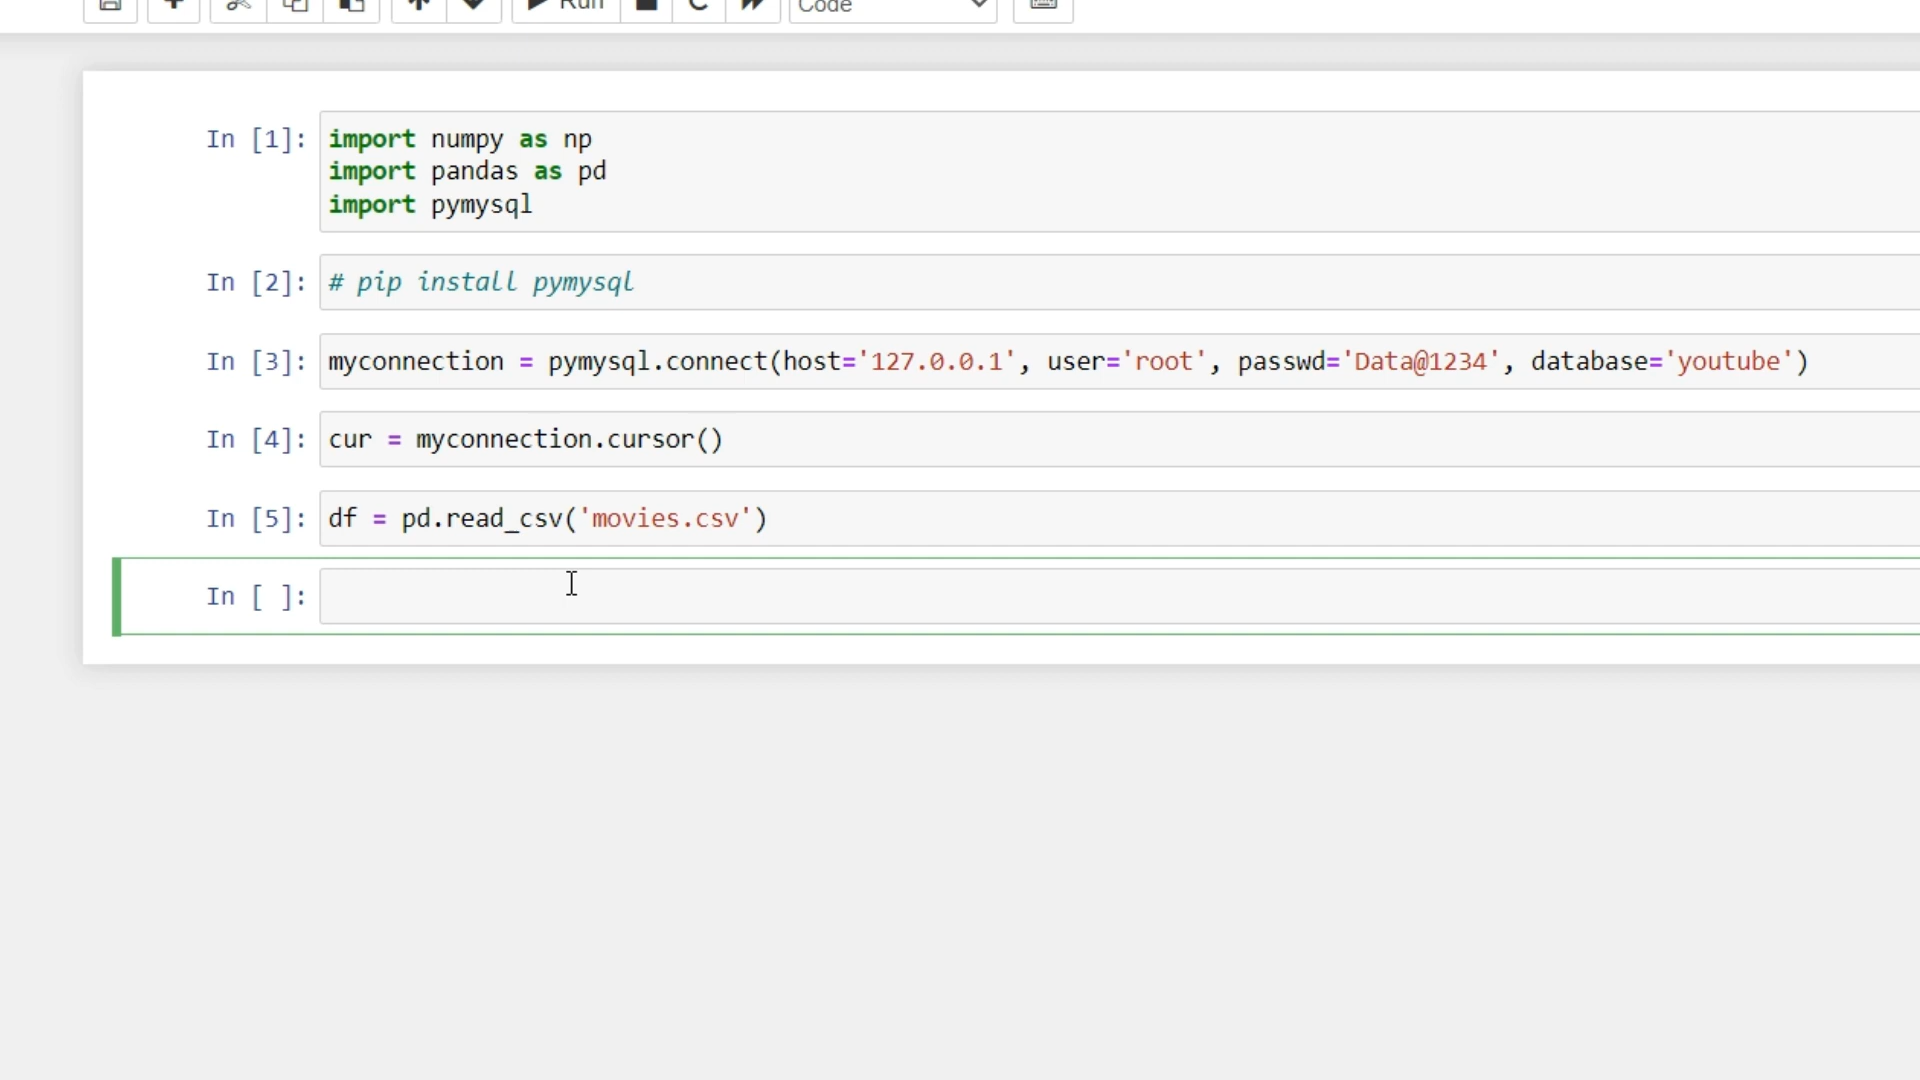 Run
Code
In [1]: import numpy as np
import pandas as pd
import pymysql
In [2]: # pip install pymysql
In [3]: myconnection = pymysql.connect(host='127.0.0.1', user='root', passwd='Data@1234', database='youtube')
In [4]: cur = myconnection.cursor()
In [5]: df = pd.read_csv('movies.csv')
In [ ]: